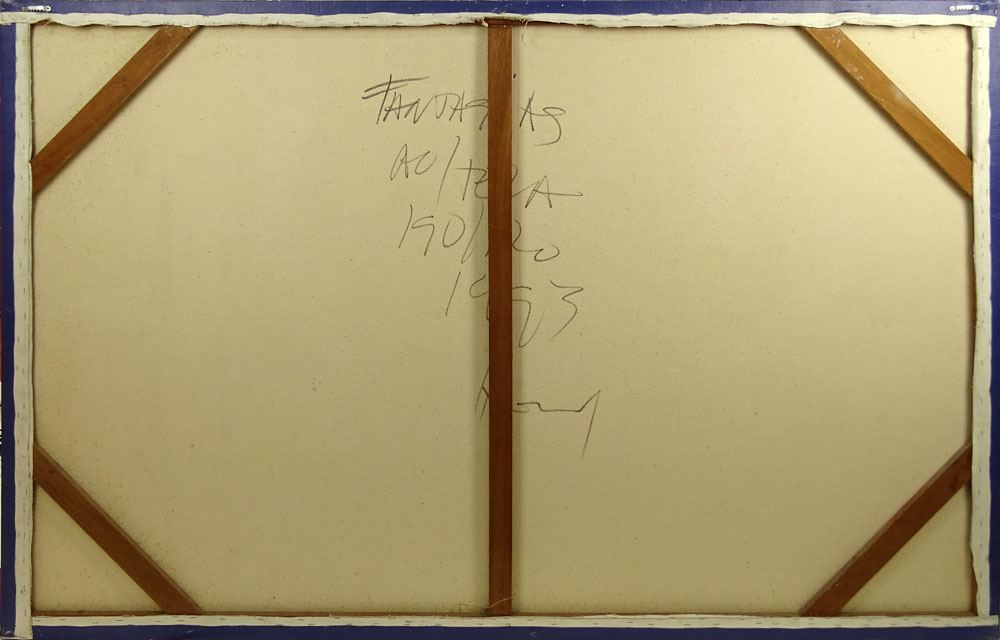 FANTASIAS
AC/TELA
190/120
1993